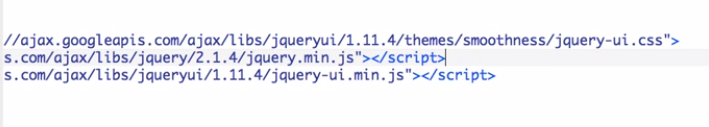 //ajax.googleapis.com/ajax/libs/jqueryui/1.11.4/themes/smoothness/jquery-ui.css">
s.com/ajax/libs/jquery/2.1.4/jquery.min.js"></script>
s.com/ajax/libs/jqueryui/1.11.4/jquery-ui.min.js"></script>